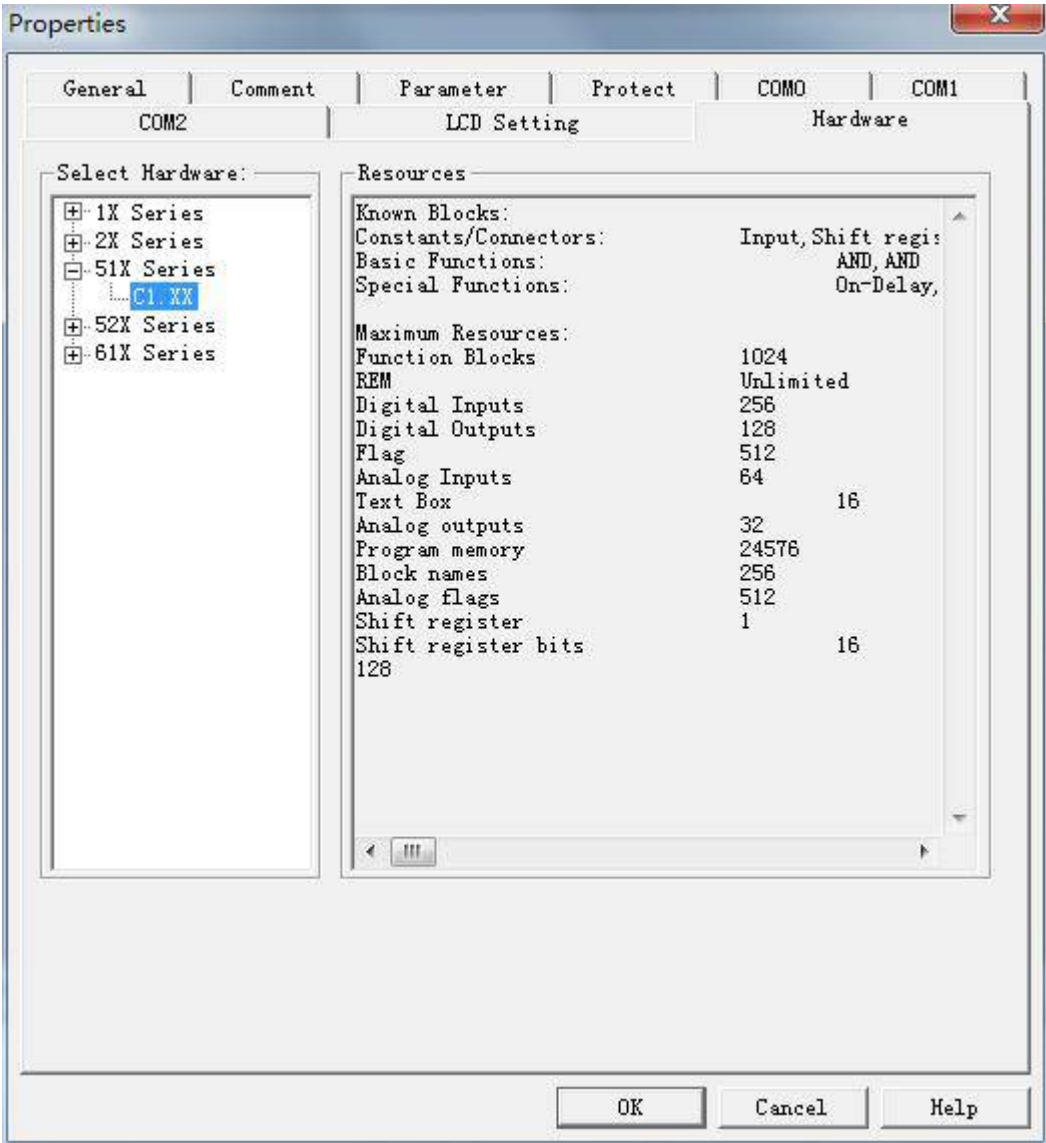 Properties
General Comment Parameter Protect COM0 COM1
COM2 LCD Setting Hardware
Select Hardware:
1X Series
2X Series
51X Series
C1.XX
52X Series
61X Series
Resources
Known Blocks:
Constants/Connectors: Input,Shift regis
Basic Functions: AND,AND
Special Functions: On-Delay,
Maximum Resources:
Function Blocks 1024
REM Unlimited
Digital Inputs 256
Digital Outputs 128
Flag 512
Analog Inputs 64
Text Box 16
Analog outputs 32
Program memory 24576
Block names 256
Analog flags 512
Shift register 1
Shift register bits 16
128
OK Cancel Help